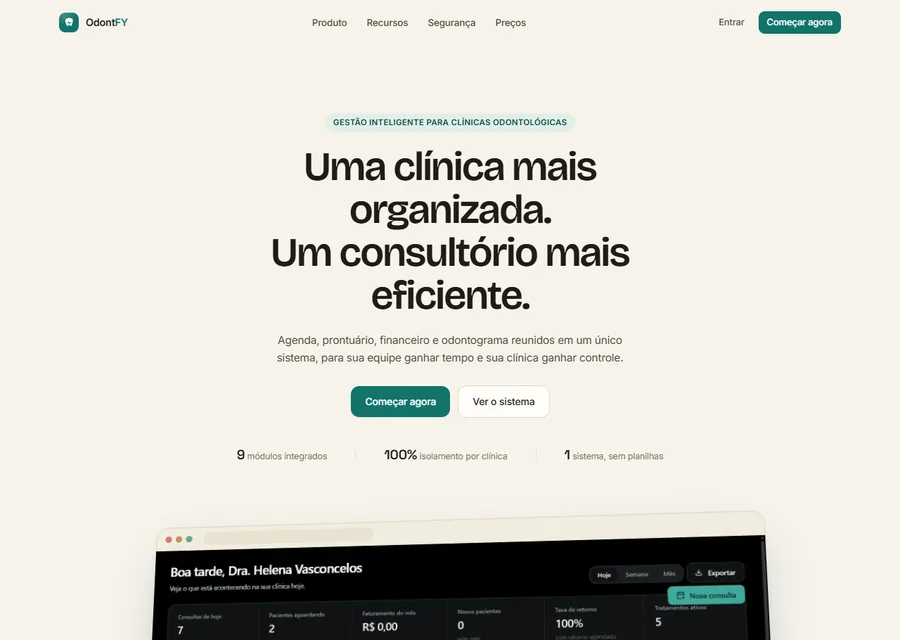 OdontFY
Produto Recursos Segurança Preços
Entrar Começar agora
GESTÃO INTELIGENTE PARA CLÍNICAS ODONTOLÓGICAS
Uma clínica mais
organizada.
Um consultório mais
eficiente.
Agenda, prontuário, financeiro e odontograma reunidos em um único
sistema, para sua equipe ganhar tempo e sua clínica ganhar controle.
Começar agora Ver o sistema
9 módulos integrados 100% isolamento por clínica 1 sistema, sem planilhas
Boa tarde, Dra. Helena Vasconcelos
Veja o que está acontecendo na sua clínica hoje.
Hoje Semana Mês Exportar
Nova consulta
Consultas de hoje Pacientes aguardando Faturamento do mês Novos pacientes Taxa de retorno Tratamentos ativos
7 2 R$ 0,00 0 100% 5
este mês com retorno agendado